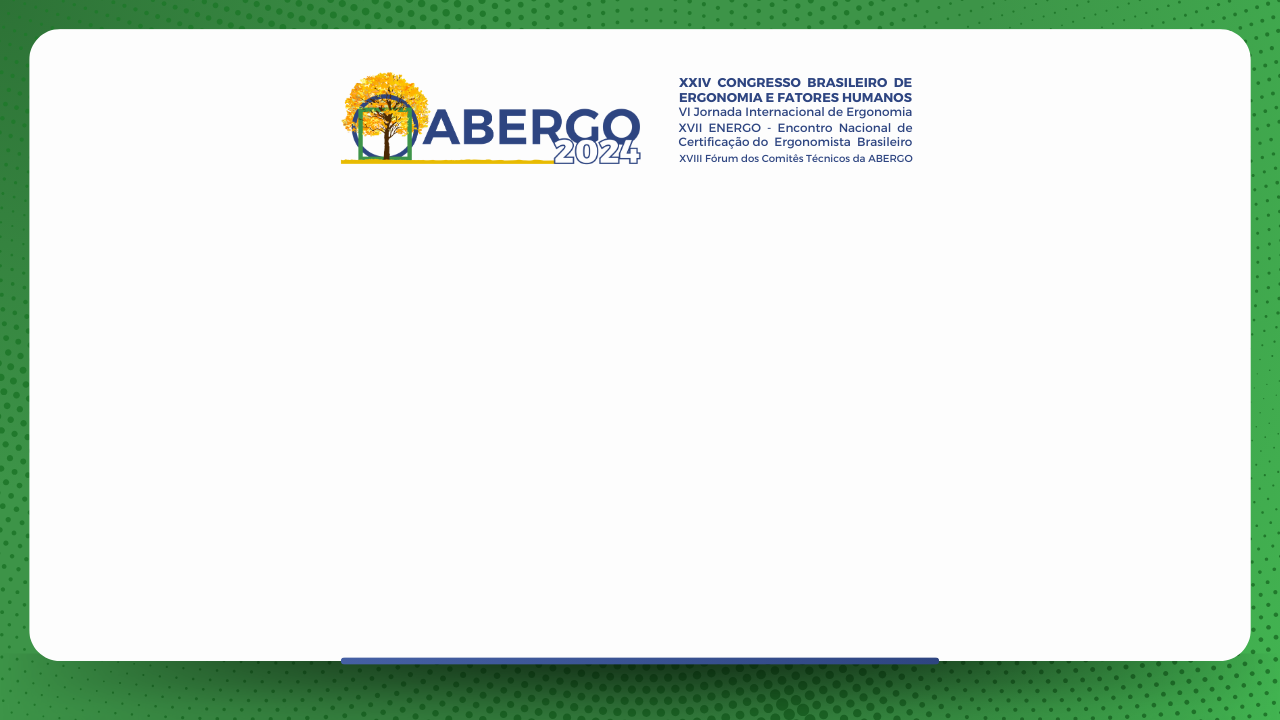 ABERGO
2024
XXIV CONGRESSO BRASILEIRO DE
ERGONOMIA E FATORES HUMANOS
VI Jornada Internacional de Ergonomia
XVII ENERGO - Encontro Nacional de
Certificação do Ergonomista Brasileiro
XVIII Fórum dos Comitês Técnicos da ABERGO